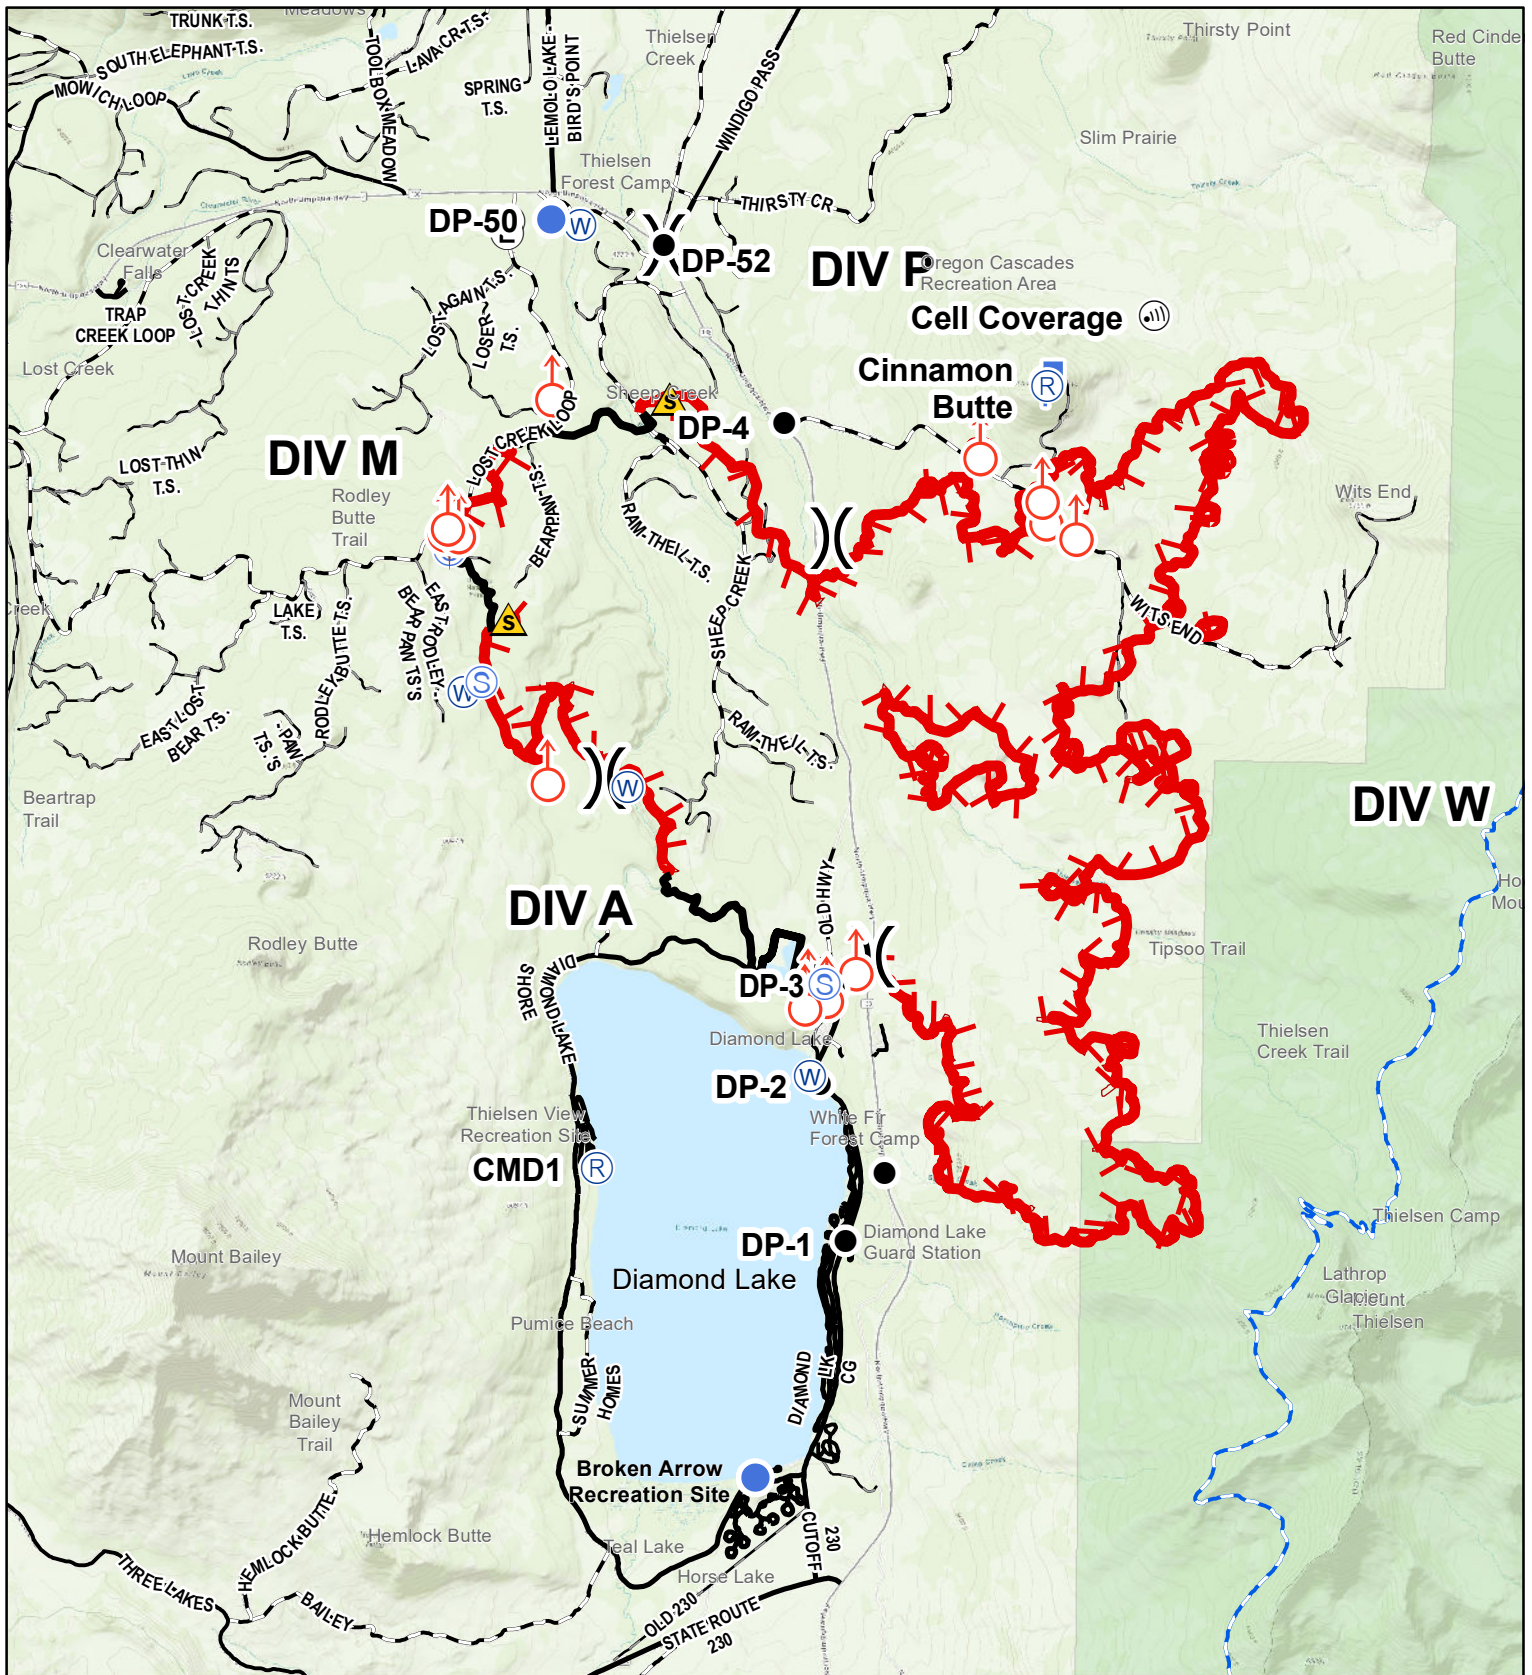 Meadows
TRUNK T.S.
SOUTH ELEPHANT T.S.
MOWICH LOOP
TOOLBOX MEADOW
LAVA CR T.S.
SPRING
T.S.
LEMOLO LAKE -
BIRD'S POINT
Thielsen
Creek
WINDIGO PASS
Thirsty Point
Red Cinde
Butte
Slim Prairie
Thielsen
Forest Camp
THIRSTY CR
DP-50
W
DP-52
DIV P
Oregon Cascades
Recreation Area
Cell Coverage
Clearwater
Falls
LOST CREEK
THINTS
TRAP
CREEK LOOP
LOST AGAIN T.S.
LOSER
T.S.
Lost Creek
Cinnamon
Butte
R
Sheep Creek
S
DP-4
LOST CREEK LOOP
DIV M
LOST THIN
T.S.
Rodley
Butte
Trail
BEARPAW T.S.
RAM-THEIL T.S.
SHEEP CREEK
Wits End
WITS END
Creek
LAKE
T.S.
RODLEY BUTTE T.S.
EAST RODLEY -
BEAR PAW TS'S
S
W
S
EAST LOST
BEAR T.S.
-PAW
T.S.'S
RAM-THEIL T.S.
Beartrap
Trail
W
DIV W
DIV A
OLD HWY
Rodley Butte
Tipsoo Trail
DIAMOND LAKE
SHORE
DP-3
S
Diamond Lake
Thielsen
Creek Trail
DP-2
W
Thielsen View
Recreation Site
White Fir
Forest Camp
CMD1
R
Thielsen Camp
DP-1
Diamond Lake
Guard Station
Mount Bailey
Diamond Lake
Lathrop
Glacier
Mount
Thielsen
Pumice Beach
SUMMER
HOMES
DIAMOND
LK
CG
Mount
Bailey
Trail
Broken Arrow
Recreation Site
HEMLOCK BUTTE
Hemlock Butte
Teal Lake
Horse Lake
230
CUTOFF
THREE LAKES
BAILEY
OLD 230
STATE ROUTE
230